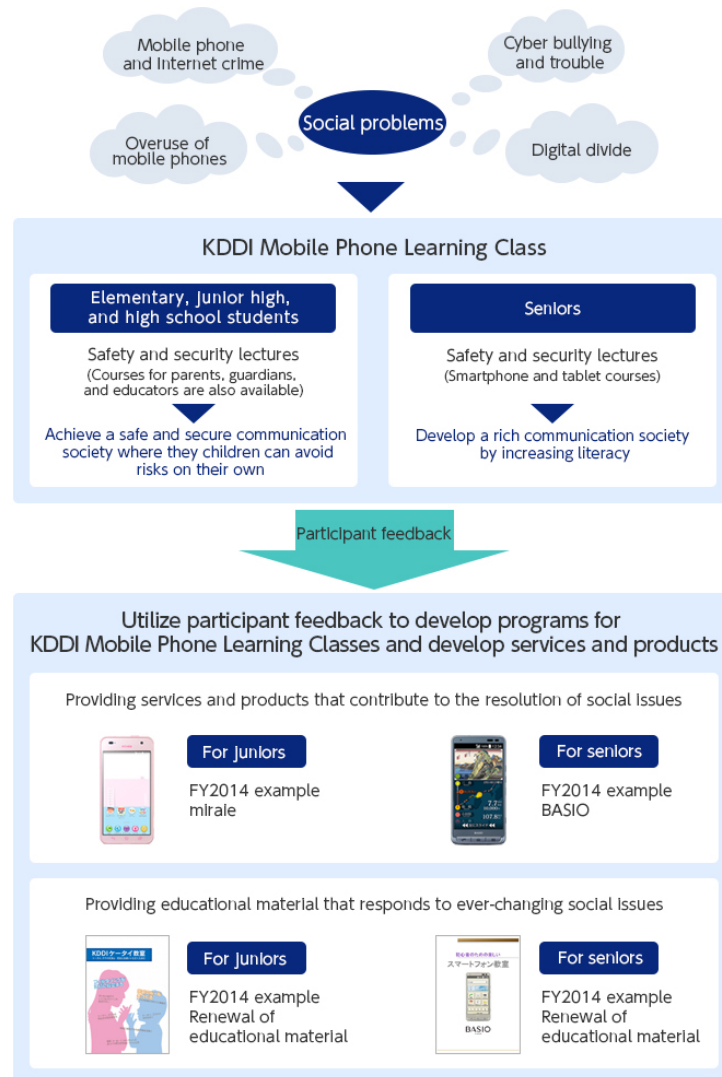 Mobile phone
and internet crime
Cyber bullying
and trouble
Social problems
Overuse of
mobile phones
Digital divide
KDDI Mobile Phone Learning Class
Elementary, junior high,
and high school students
Safety and security lectures
(Courses for parents, guardians,
and educators are also available)
Achieve a safe and secure communication
society where they children can avoid
risks on their own
Seniors
Safety and security lectures
(Smartphone and tablet courses)
Develop a rich communication society
by increasing literacy
Participant feedback
Utilize participant feedback to develop programs for
KDDI Mobile Phone Learning Classes and develop services and products
Providing services and products that contribute to the resolution of social issues
For juniors
FY2014 example
miraie
For seniors
FY2014 example
BASIO
Providing educational material that responds to ever-changing social issues
KDDIケータイ教室
For juniors
FY2014 example
Renewal of
educational material
スマートフォン教室
BASIO
For seniors
FY2014 example
Renewal of
educational material